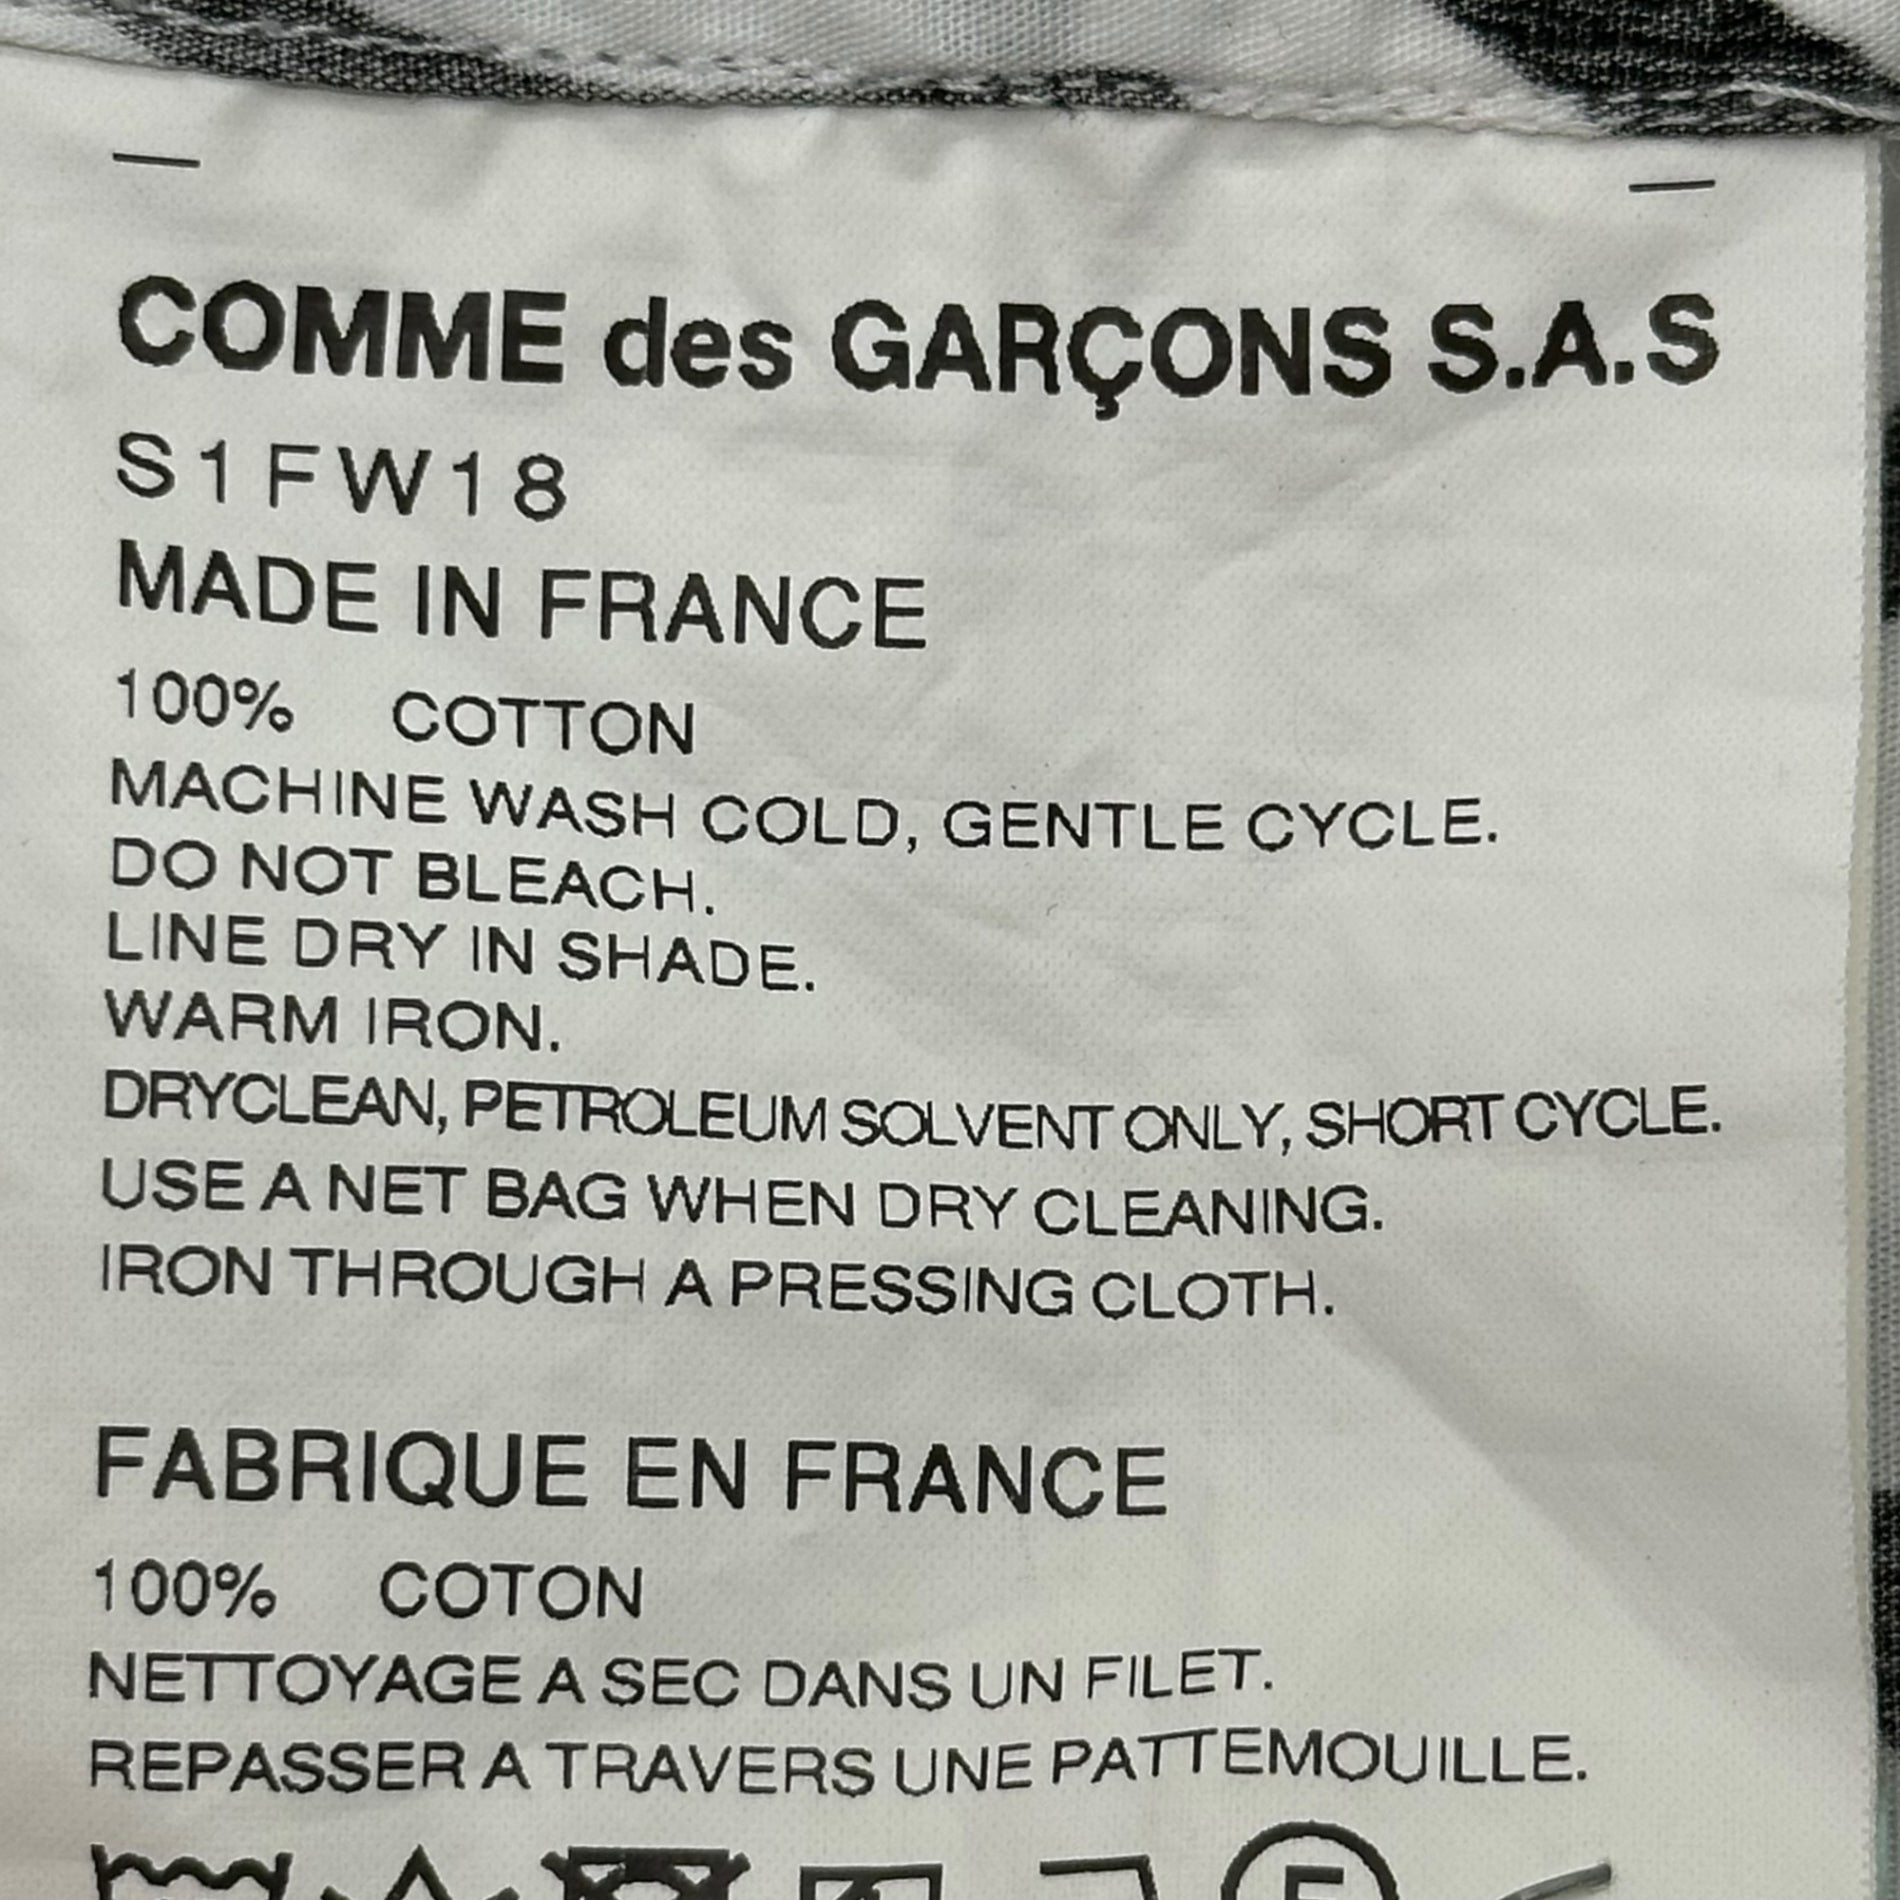 COMME des GARÇONS S.A.S
S1FW18
MADE IN FRANCE
100% COTTON
MACHINE WASH COLD, GENTLE CYCLE.
DO NOT BLEACH.
LINE DRY IN SHADE.
WARM IRON.
DRYCLEAN, PETROLEUM SOLVENT ONLY, SHORT CYCLE.
USE A NET BAG WHEN DRY CLEANING.
IRON THROUGH A PRESSING CLOTH.
FABRIQUE EN FRANCE
100% COTON
NETTOYAGE A SEC DANS UN FILET.
REPASSER A TRAVERS UNE PATTEMOUILLE.